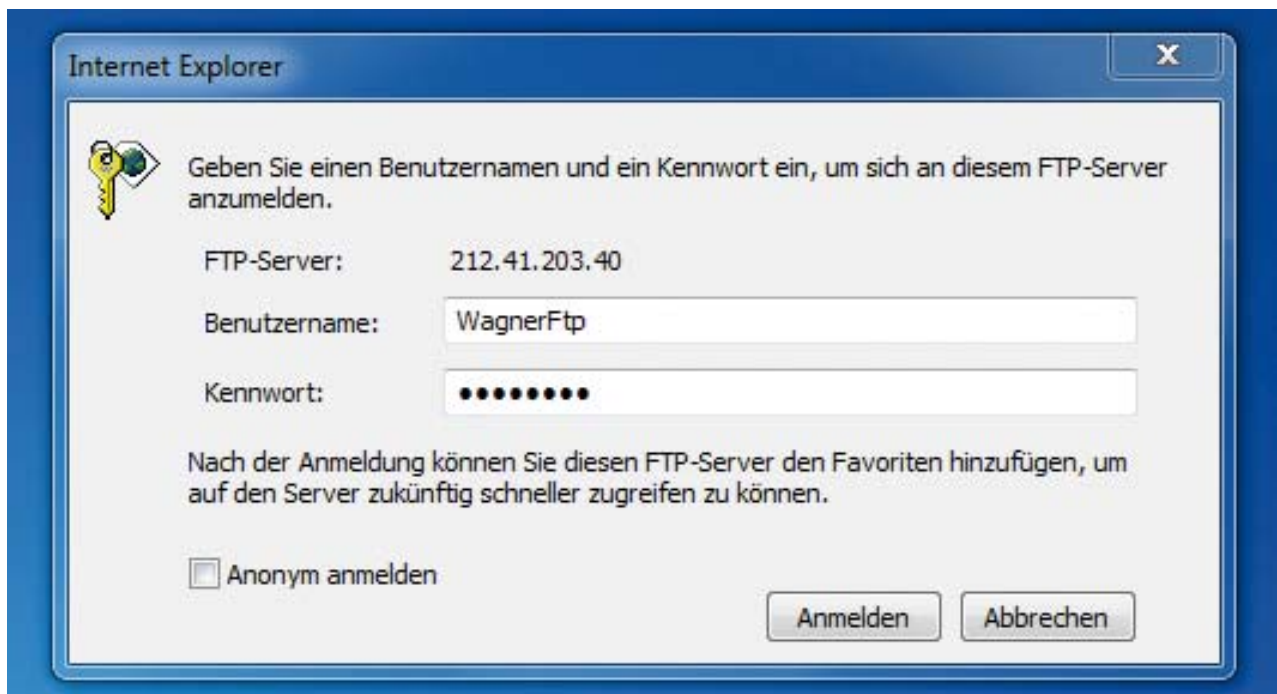 Internet Explorer
X
Geben Sie einen Benutzernamen und ein Kennwort ein, um sich an diesem FTP-Server
anzumelden.
FTP-Server: 212.41.203.40
Benutzername: WagnerFtp
Kennwort: ●●●●●●●●
Nach der Anmeldung können Sie diesen FTP-Server den Favoriten hinzufügen, um
auf den Server zukünftig schneller zugreifen zu können.
Anonym anmelden
Anmelden Abbrechen